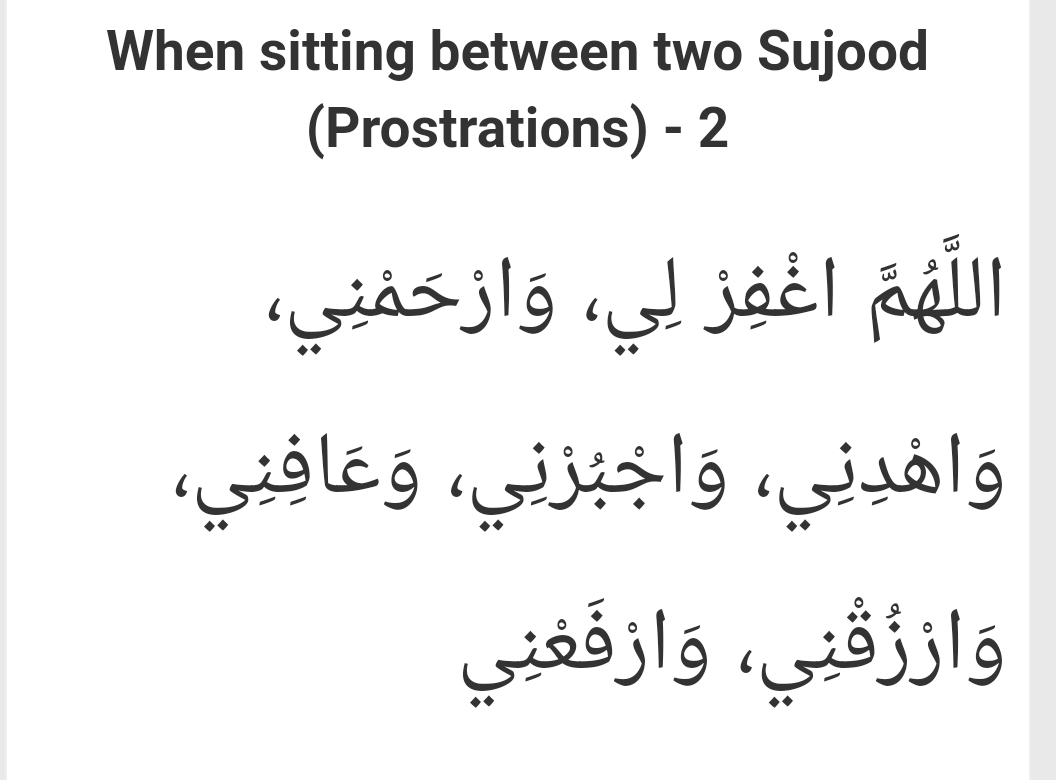 When sitting between two Sujood
(Prostrations) - 2
اللَّهُمَّ اغْفِرْ لِي، وَارْحَمْنِي،
وَاهْدِنِي، وَاجْبُرْنِي، وَعَافِنِي،
وَارْزُقْنِي، وَارْفَعْنِي